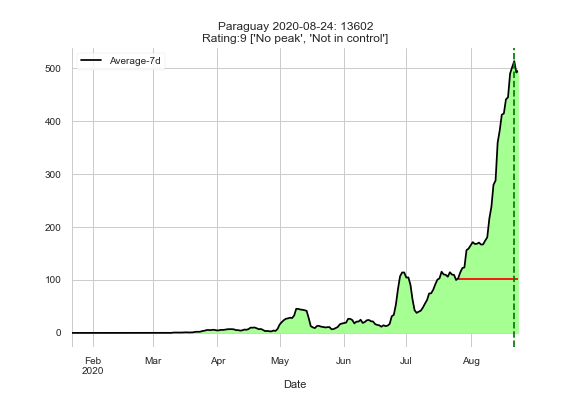 Paraguay 2020-08-24: 13602
Rating:9 ['No peak', 'Not in control']
Average-7d
500
400
300
200
100
0
Feb Mar Apr May Jun Jul Aug
2020
Date